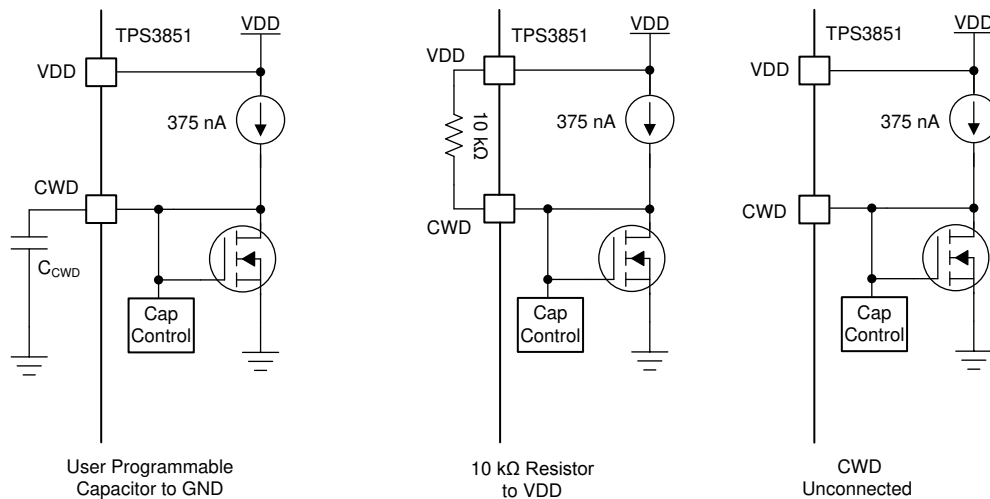 TPS3851
VDD
VDD
375 nA
CWD
CCWD
Cap
Control
User Programmable
Capacitor to GND
TPS3851
VDD
VDD
10 kΩ
375 nA
CWD
Cap
Control
10 kΩ Resistor
to VDD
TPS3851
VDD
VDD
375 nA
CWD
Cap
Control
CWD
Unconnected